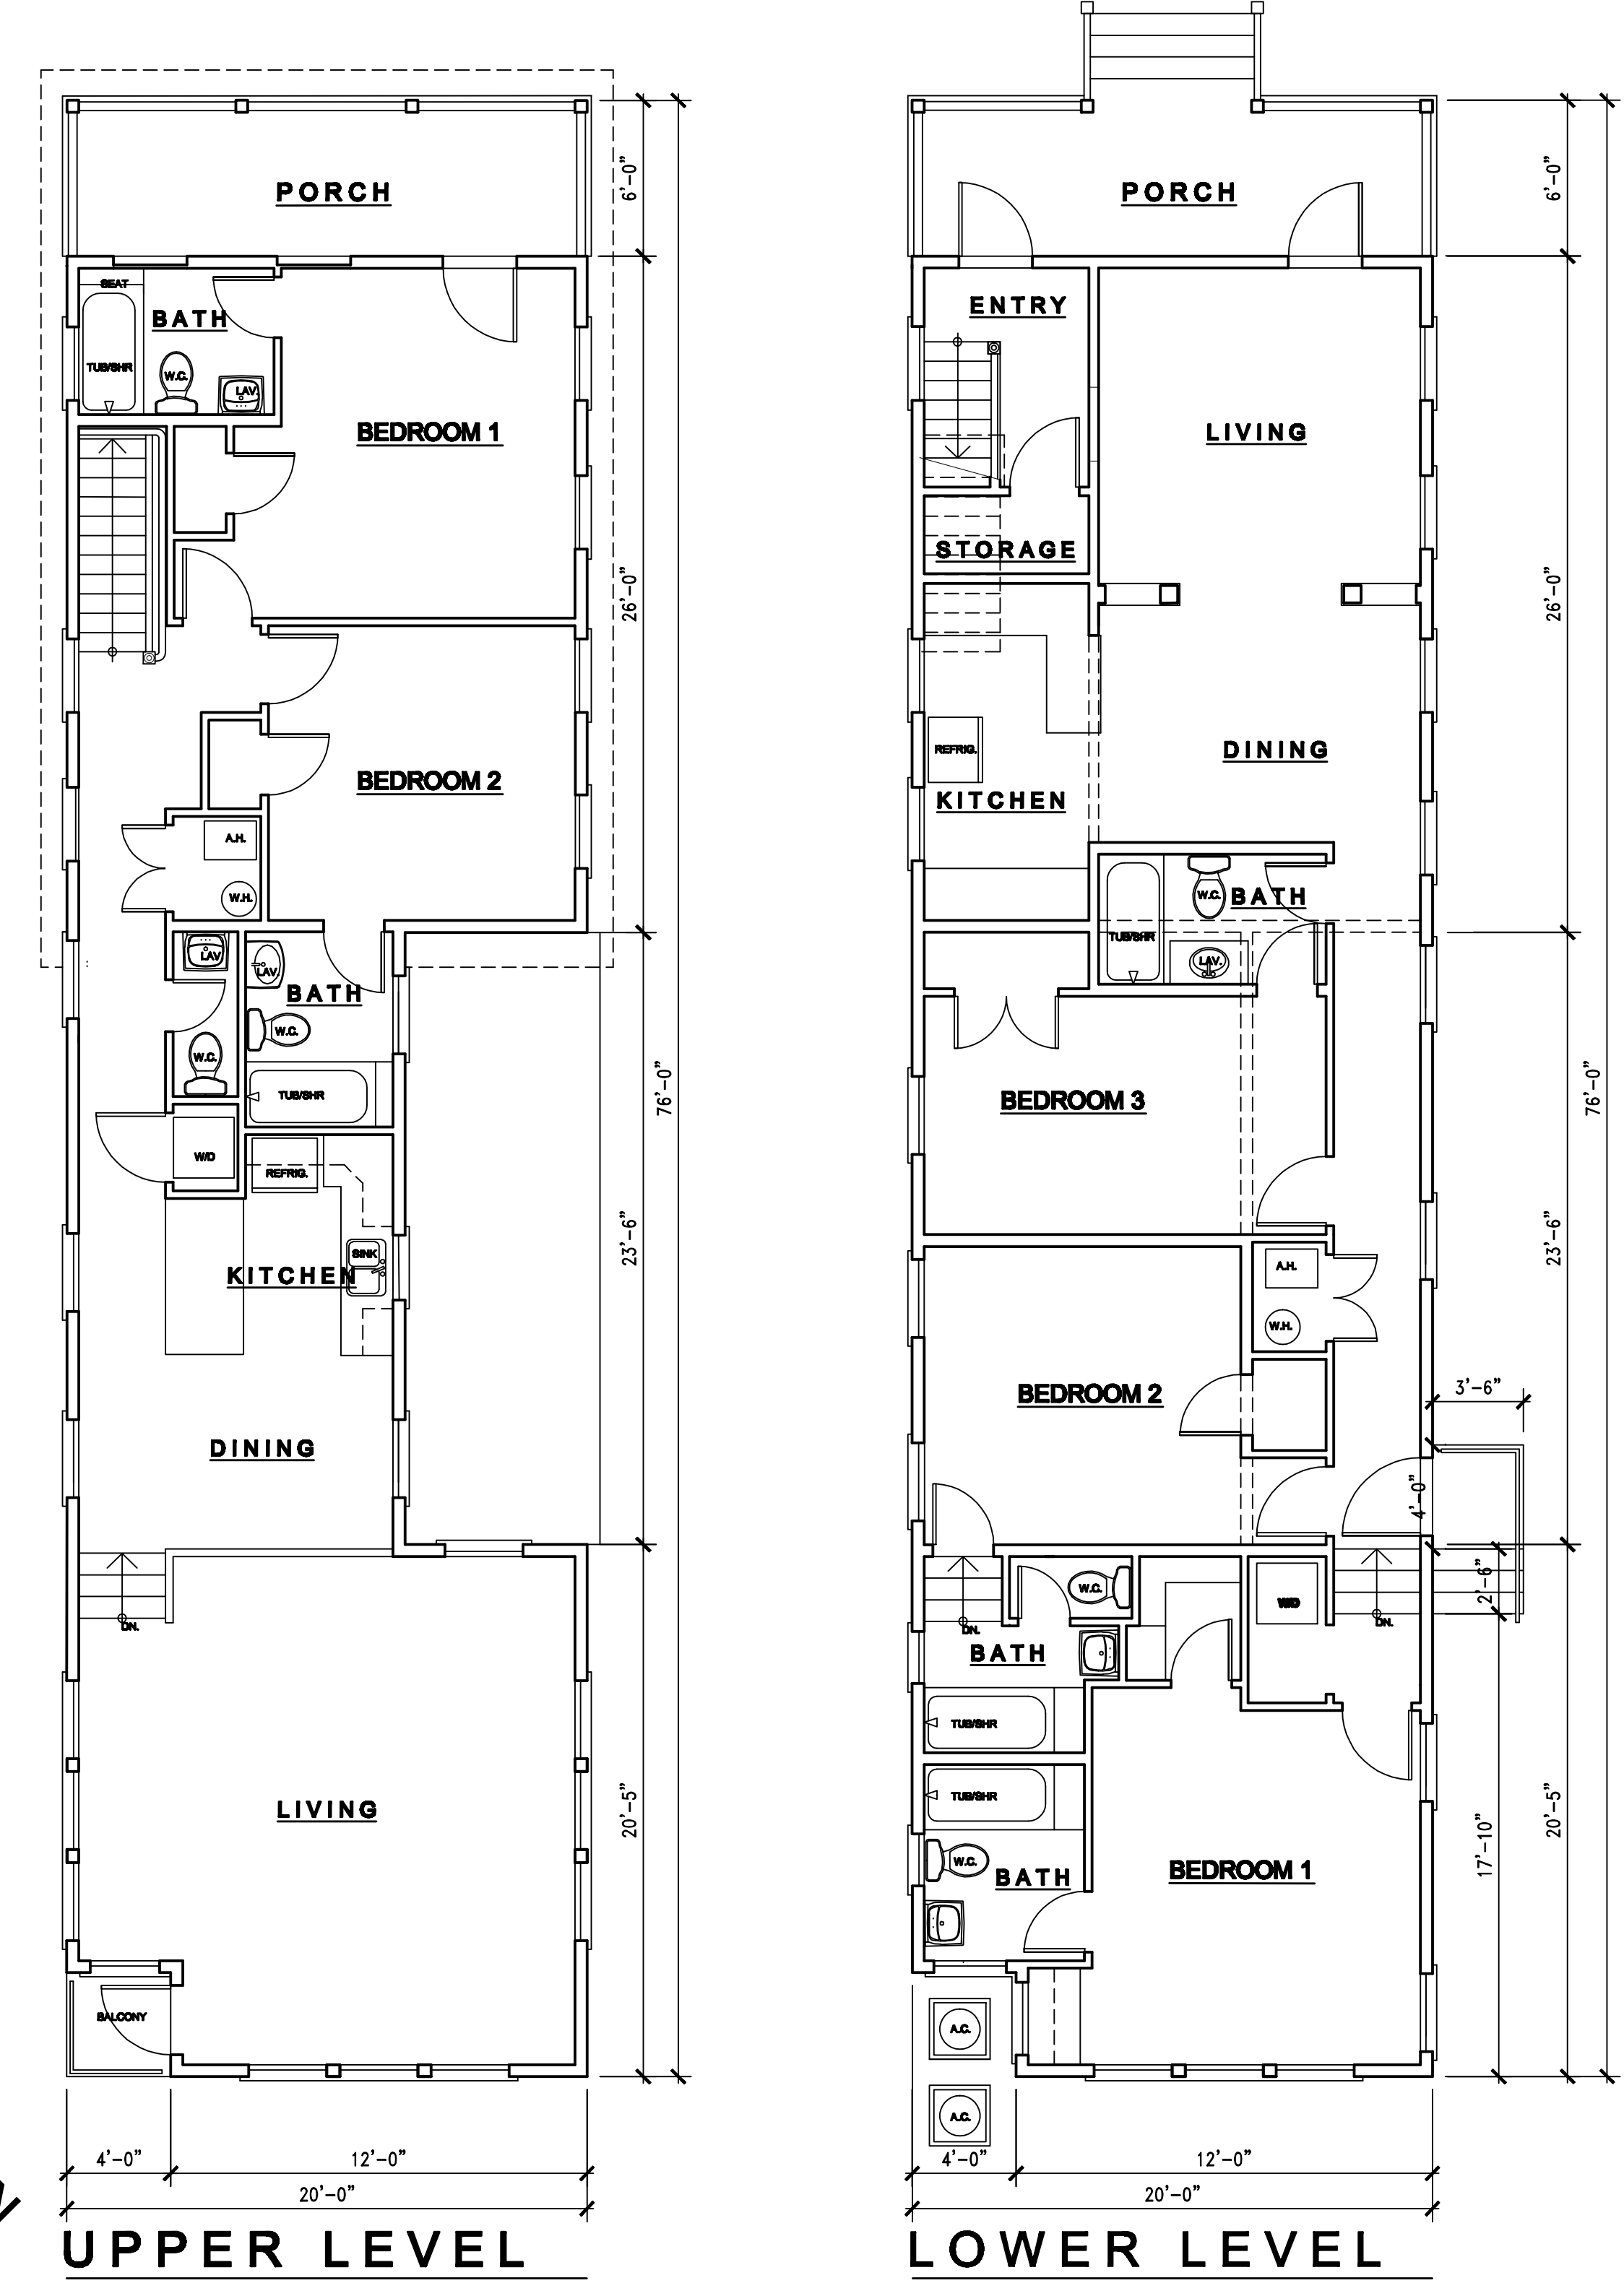 PORCH
6'-0"
SEAT
BATH
TUB/SHR
W.C.
LAV.
BEDROOM 1
26'-0"
BEDROOM 2
A.H.
W.H.
LAV
LAV.
BATH
W.C.
W.C.
TUB/SHR
76'-0"
W/D
REFRIG.
23'-6"
SINK
KITCHEN
DINING
DN.
LIVING
20'-5"
BALCONY
4'-0"
12'-0"
20'-0"
UPPER LEVEL
PORCH
6'-0"
ENTRY
LIVING
STORAGE
26'-0"
REFRIG.
DINING
KITCHEN
W.C.
BATH
TUB/SHR
LAV.
BEDROOM 3
76'-0"
23'-6"
A.H.
W.H.
BEDROOM 2
3'-6"
4'-0"
2'-6"
W.C.
W/D
DN.
DN.
BATH
TUB/SHR
TUB/SHR
20'-5"
17'-10"
W.C.
BATH
BEDROOM 1
A.C.
A.C.
4'-0"
12'-0"
20'-0"
LOWER LEVEL